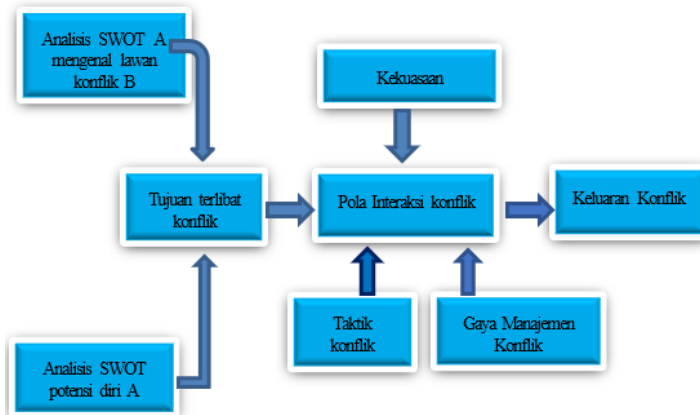 Analisis SWOT A
mengenal lawan
konflik B
Kekuasaan
Tujuan terlibat
konflik
Pola Interaksi konflik
Keluaran Konflik
Taktik
konflik
Gaya Manajemen
Konflik
Analisis SWOT
potensi diri A